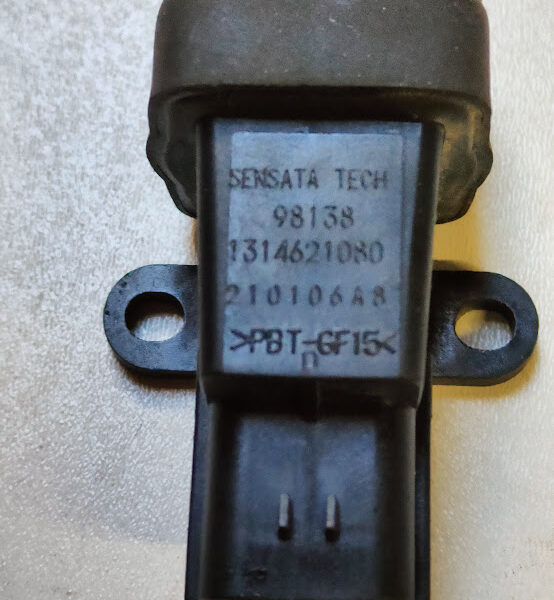 SENSATA TECH
98138
1314621080
210106A8
>PBT-GF15<
n